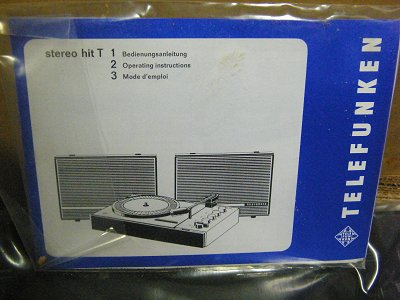 stereo hit T 1 Bedienungsanleitung
2 Operating instructions
3 Mode d'emploi
TELEFUNKEN